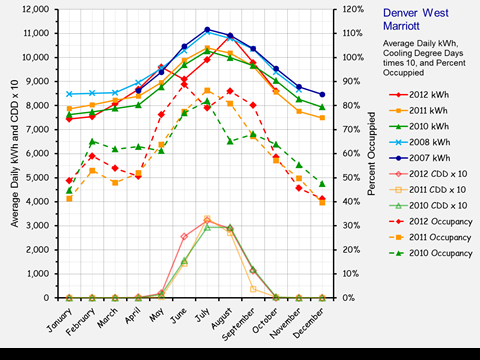 Denver West
Marriott
Average Daily kWh,
Cooling Degree Days
times 10, and Percent
Occuppied
Average Daily kWh and CDD x 10
12,000
11,000
10,000
9,000
8,000
7,000
6,000
5,000
4,000
3,000
2,000
1,000
0
120%
110%
100%
90%
80%
70%
60%
50%
40%
30%
20%
10%
0%
Percent Occuppied
January
February
March
April
May
June
July
August
September
October
November
December
2012 kWh
2011 kWh
2010 kWh
2008 kWh
2007 kWh
2012 CDD x 10
2011 CDD x 10
2010 CDD x 10
2012 Occupancy
2011 Occupancy
2010 Occupancy